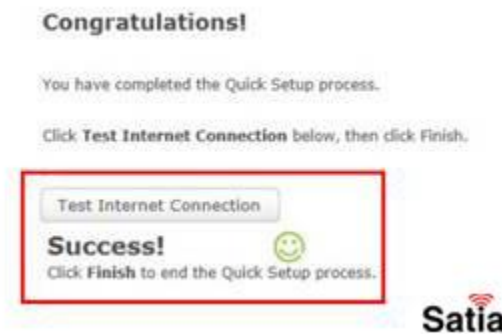 Congratulations!
You have completed the Quick Setup process.
Click Test Internet Connection below, then click Finish.
Test Internet Connection
Success!
Click Finish to end the Quick Setup process.
Satia